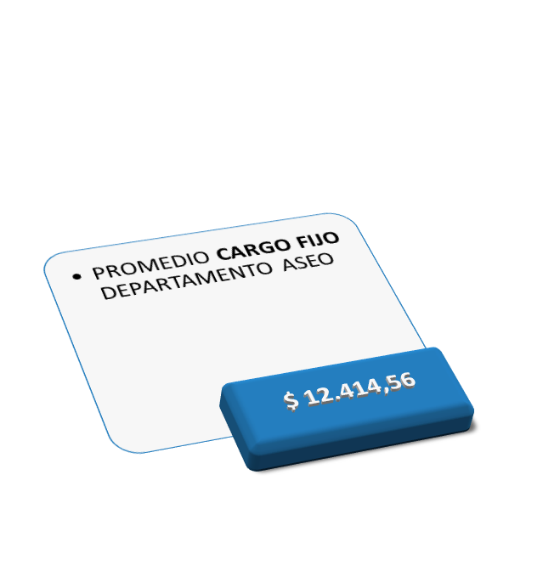 • PROMEDIO CARGO FIJO
DEPARTAMENTO ASEO
$ 12.414,56